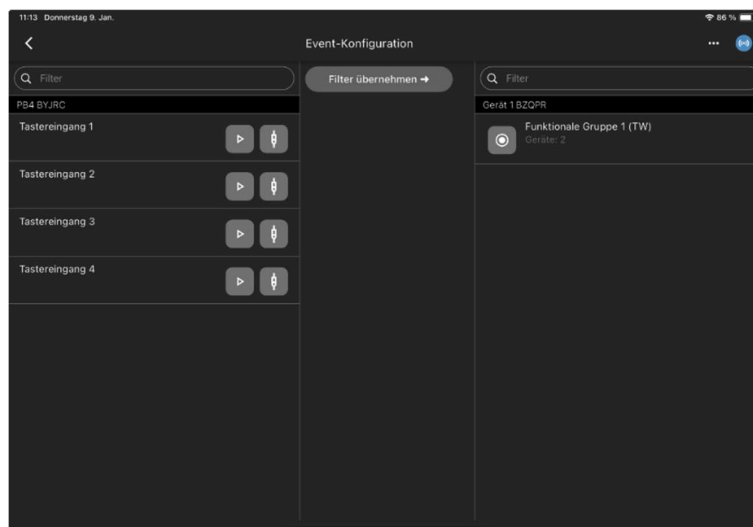 11:13 Donnerstag 9. Jan.
86 %
Event-Konfiguration
Filter
Filter übernehmen ➔
Filter
PB4 BYJRC
Gerät 1 BZQPR
Tastereingang 1
Funktionale Gruppe 1 (TW)
Geräte: 2
Tastereingang 2
Tastereingang 3
Tastereingang 4